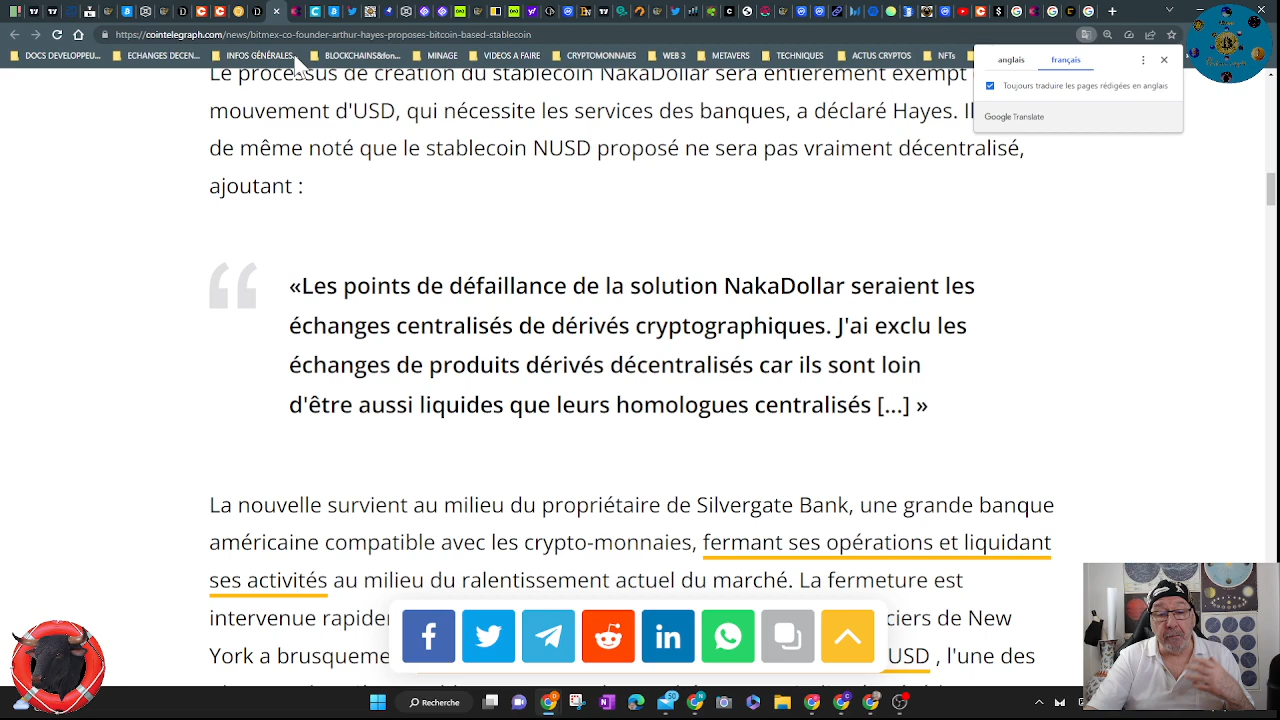 https://cointelegraph.com/news/bitmex-co-founder-arthur-hayes-proposes-bitcoin-based-stablecoin
DOCS DEVELOPPEU... ECHANGES DECEN... INFOS GÉNÉRALES BLOCKCHAINS&fon... MINAGE VIDEOS A FAIRE CRYPTOMONNAIES WEB 3 METAVERS TECHNIQUES ACTUS CRYPTOS NFTs
anglais français
Toujours traduire les pages rédigées en anglais
Google Translate
Le processus de création du stablecoin NakaDollar sera entièrement exempt
mouvement d'USD, qui nécessite les services des banques, a déclaré Hayes. Il
de même noté que le stablecoin NUSD proposé ne sera pas vraiment décentralisé,
ajoutant :
«Les points de défaillance de la solution NakaDollar seraient les
échanges centralisés de dérivés cryptographiques. J'ai exclu les
échanges de produits dérivés décentralisés car ils sont loin
d'être aussi liquides que leurs homologues centralisés [...] »
La nouvelle survient au milieu du propriétaire de Silvergate Bank, une grande banque
américaine compatible avec les crypto-monnaies, fermant ses opérations et liquidant
ses activités au milieu du ralentissement actuel du marché. La fermeture est
intervenue rapide ciers de New
York a brusqueme USD , l'une des
Recherche
50